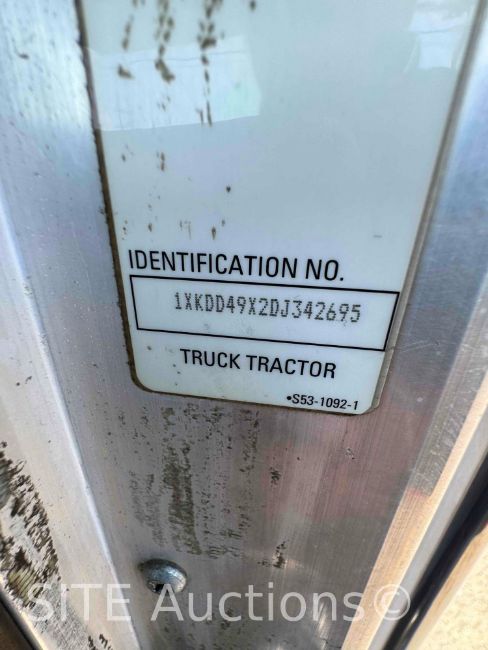 IDENTIFICATION NO.
1XKDD49X2DJ342695
TRUCK TRACTOR
•S53-1092-1
SITE Auctions©